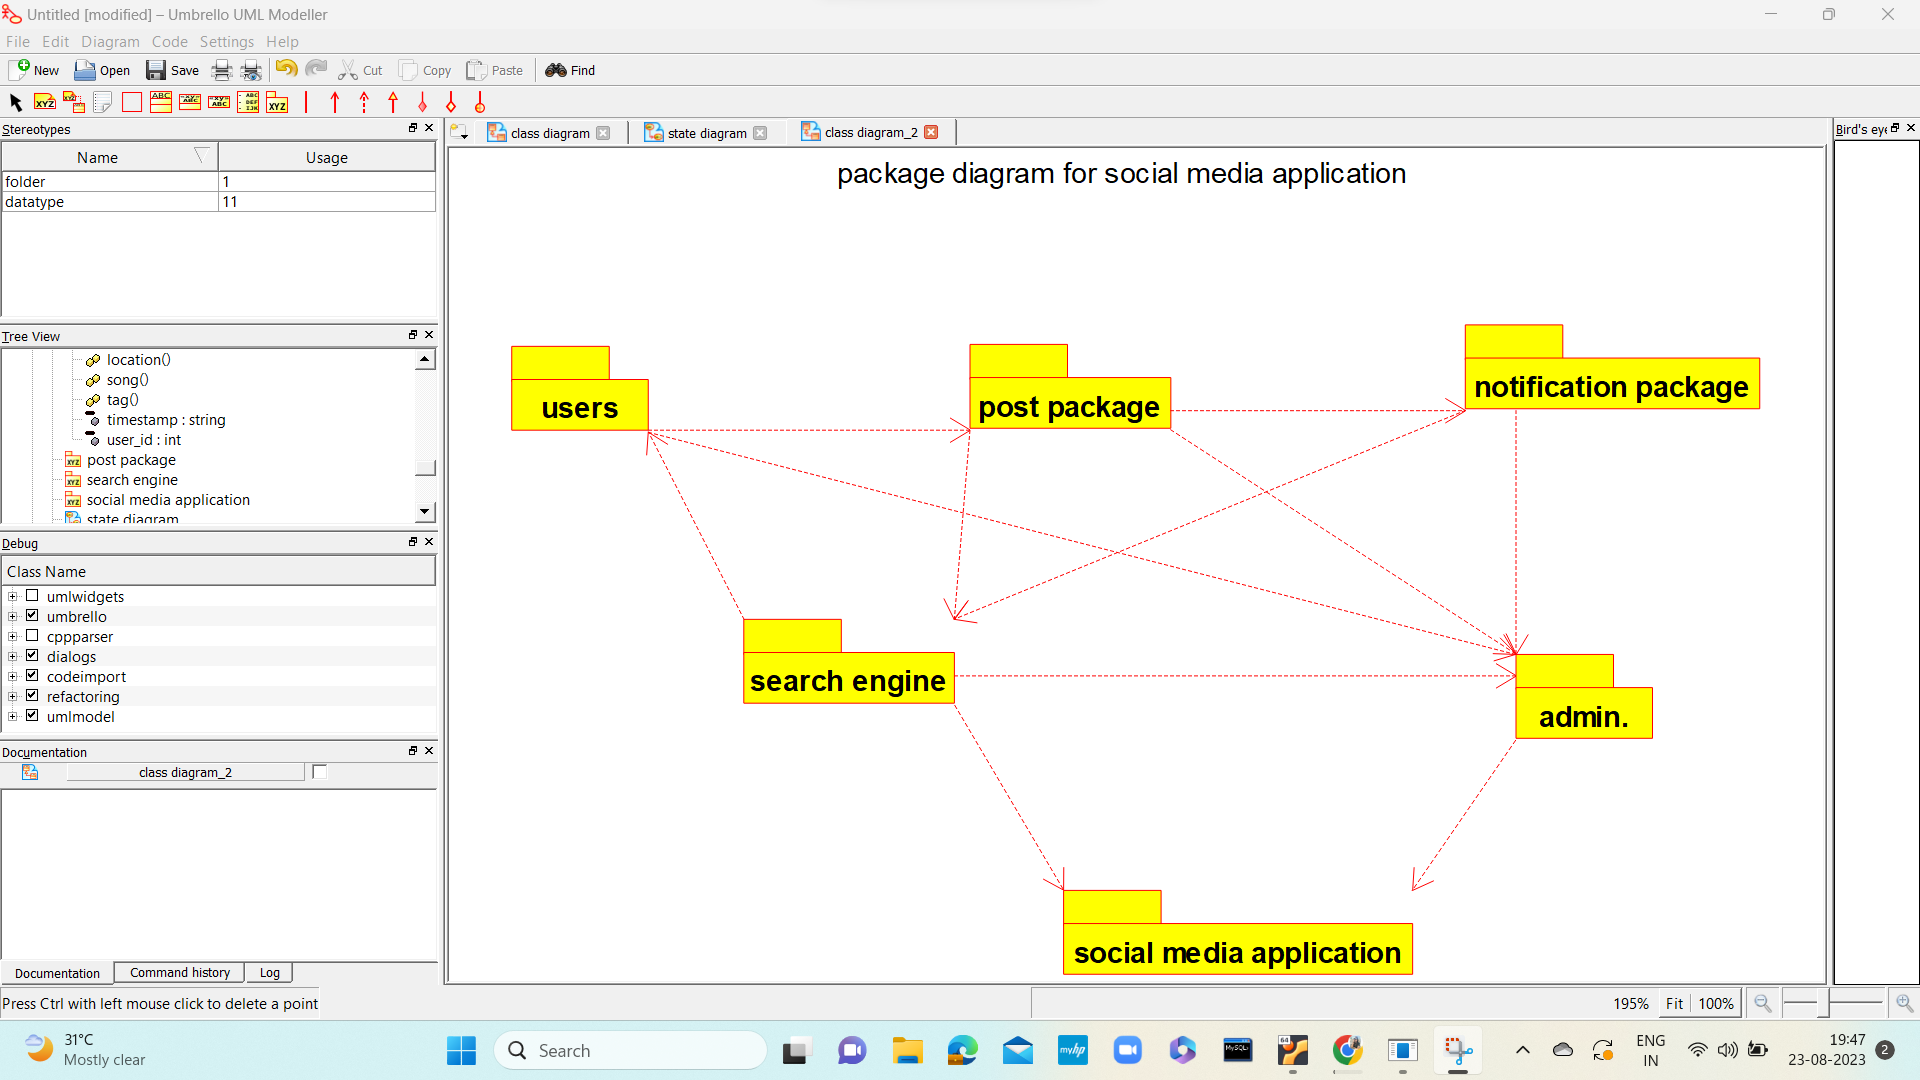 Untitled [modified] – Umbrello UML Modeller
File Edit Diagram Code Settings Help
New Open Save Cut Copy Paste Find
Stereotypes
Name Usage
folder 1
datatype 11
Tree View
location()
song()
tag()
timestamp : string
user_id : int
post package
search engine
social media application
state diagram
Debug
Class Name
umlwidgets
umbrello
cppparser
dialogs
codeimport
refactoring
umlmodel
Documentation
class diagram_2
Documentation Command history Log
Press Ctrl with left mouse click to delete a point
class diagram state diagram class diagram_2
package diagram for social media application
users
post package
notification package
search engine
admin.
social media application
Bird's eye
195% Fit 100%
31°C
Mostly clear
Search
ENG
IN
19:47
23-08-2023
2